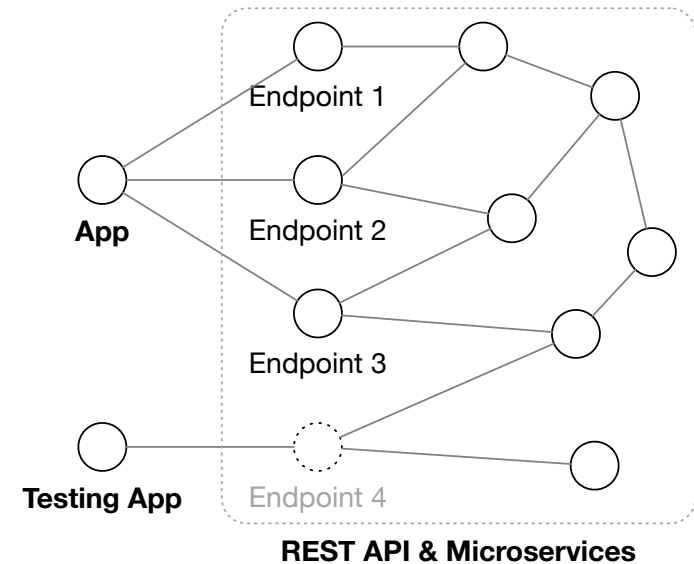 Endpoint 1
App
Endpoint 2
Endpoint 3
Testing App
Endpoint 4
REST API & Microservices